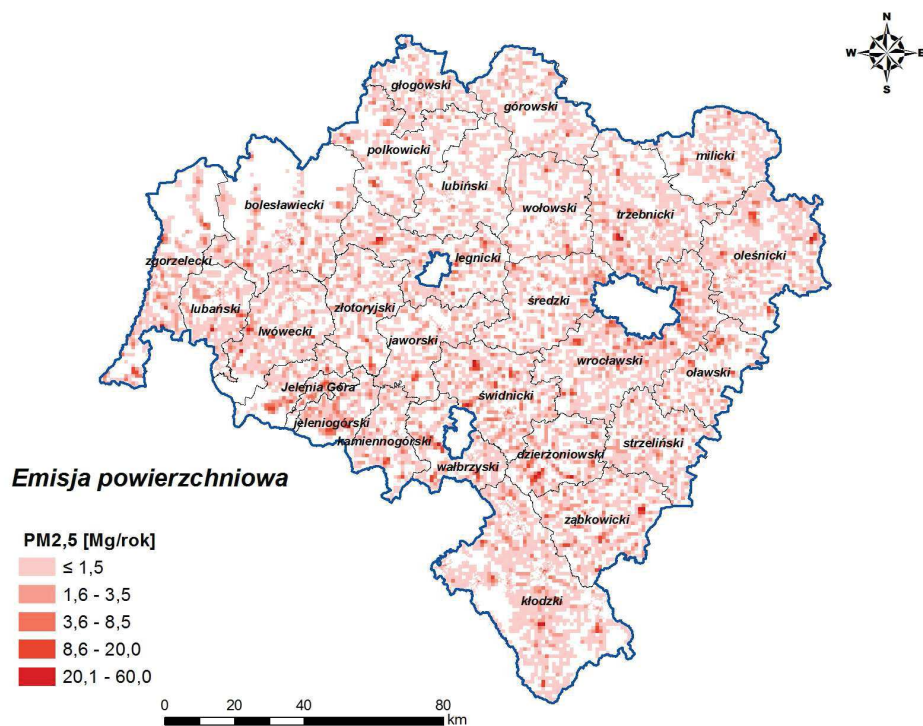 N
W E
S
głogowski
górowski
polkowicki
milicki
lubiński
bolesławiecki
wołowski
trzebnicki
oleśnicki
zgorzelecki
legnicki
lubański
złotoryjski
średzki
lwówecki
jaworski
wrocławski
oławski
Jelenia Góra
świdnicki
jeleniogórski
kamiennogórski
strzeliński
dzierżoniowski
wałbrzyski
Emisja powierzchniowa
ząbkowicki
PM2,5 [Mg/rok]
≤ 1,5
1,6 - 3,5
3,6 - 8,5
8,6 - 20,0
20,1 - 60,0
kłodzki
0 10 20 40 60 80
km